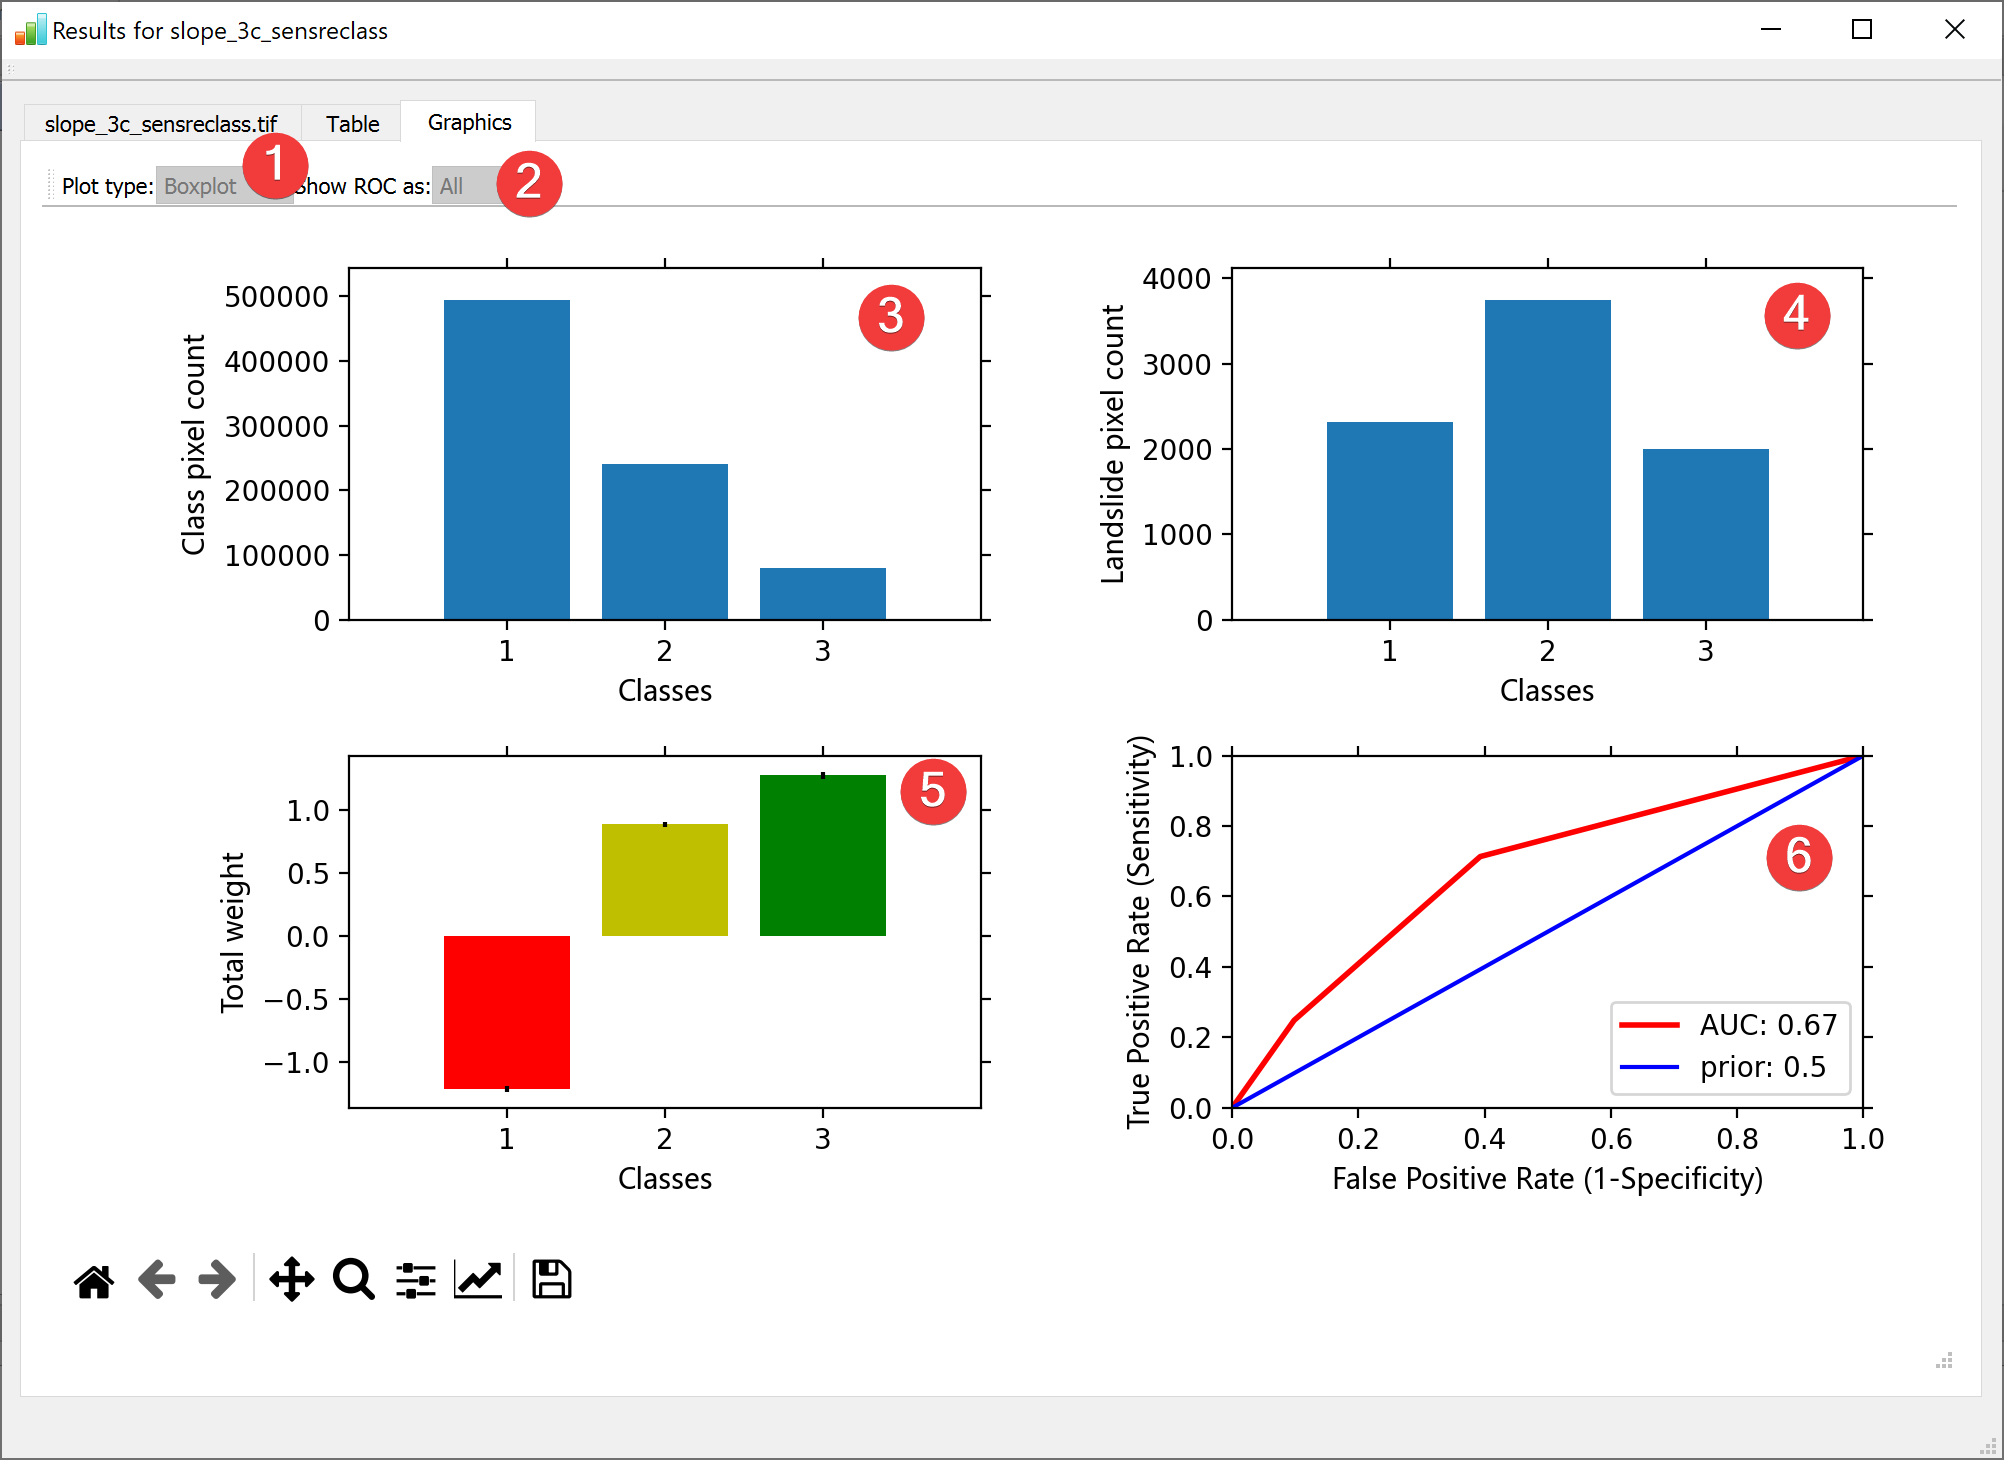 Results for slope_3c_sensreclass
slope_3c_sensreclass.tif
Table
Graphics
1
2
Plot type:
Boxplot
Show ROC as:
All
3
500000
400000
300000
200000
100000
0
Class pixel count
1 2 3
Classes
4
4000
3000
2000
1000
0
Landslide pixel count
1 2 3
Classes
5
1.0
0.5
0.0
−0.5
−1.0
Total weight
1 2 3
Classes
6
1.0
0.8
0.6
0.4
0.2
0.0
True Positive Rate (Sensitivity)
AUC: 0.67
prior: 0.5
0.0 0.2 0.4 0.6 0.8 1.0
False Positive Rate (1-Specificity)